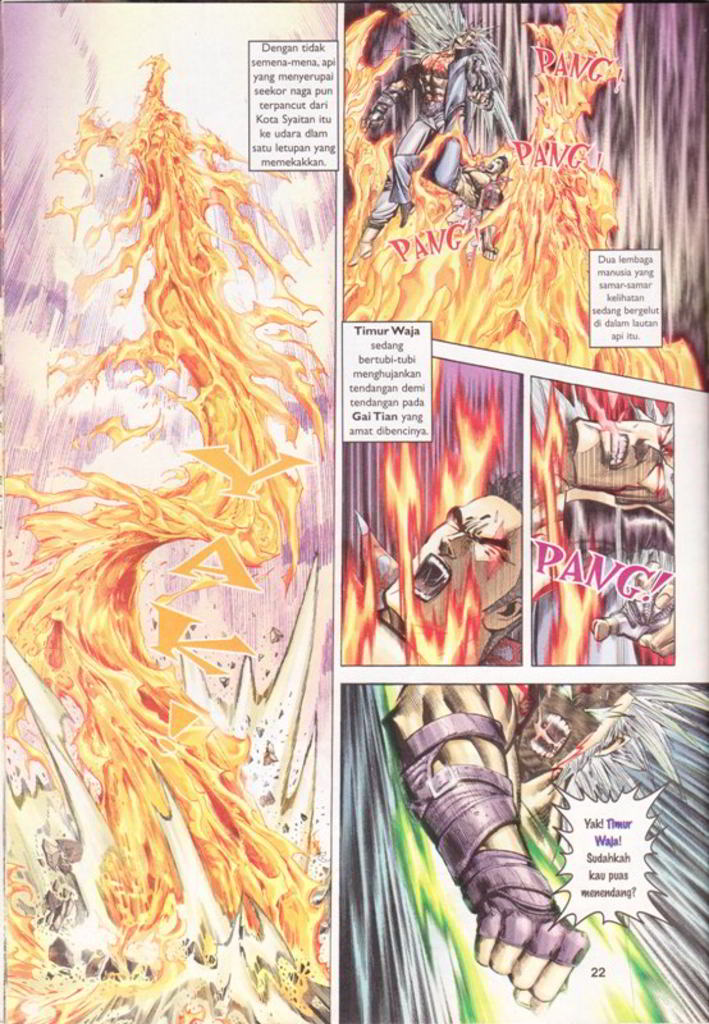 Dengan tidak
semena-mena, api
yang menyerupai
seekor naga pun
terpancut dari
Kota Syaitan itu
ke udara dlam
satu letupan yang
memekakkan.
YAK!
PANG!
PANG!
PANG!
Dua lembaga
manusia yang
samar-samar
kelihatan
sedang bergelut
di dalam lautan
api itu.
Timur Waja
sedang
bertubi-tubi
menghujankan
tendangan demi
tendangan pada
Gai Tian yang
amat dibencinya.
PANG!
Yak! Timur
Waja!
Sudahkah
kau puas
menendang?
22